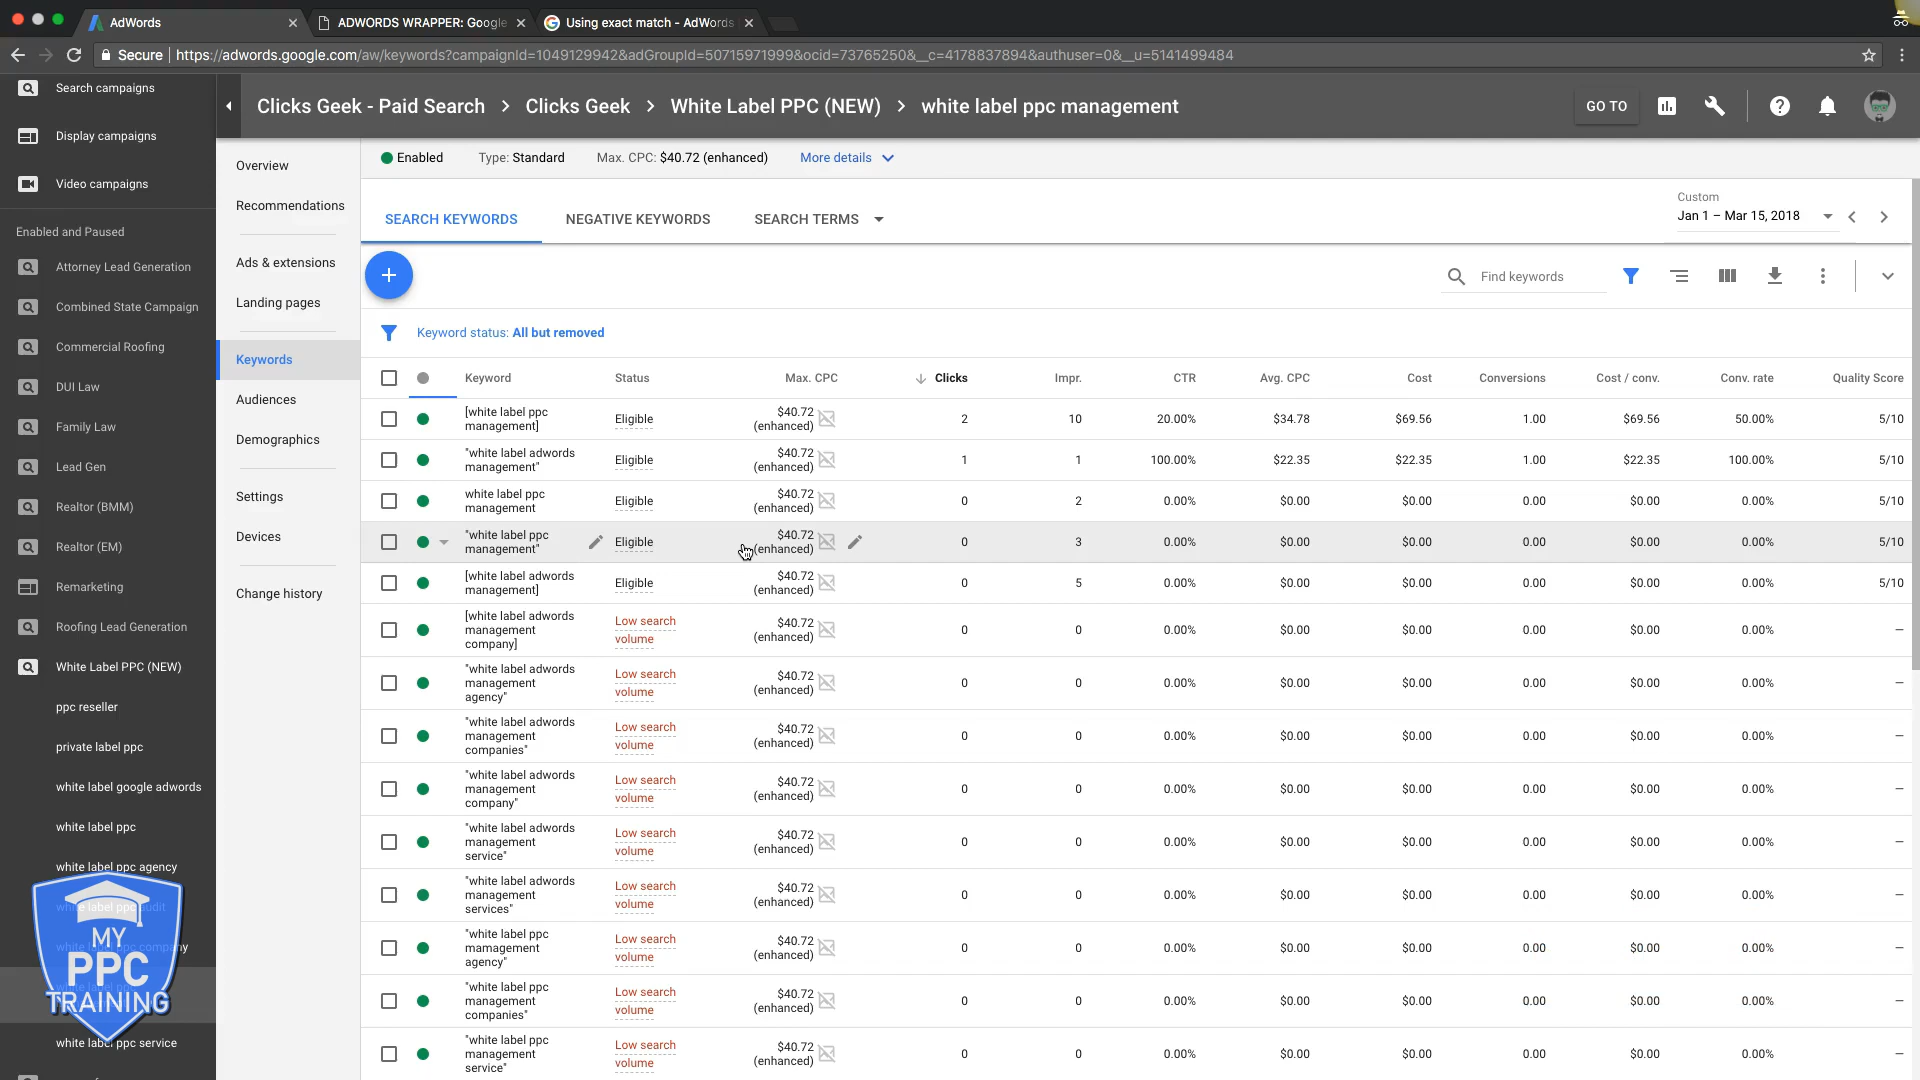 AdWords
ADWORDS WRAPPER: Google
Using exact match - AdWords
Secure
https://adwords.google.com/aw/keywords?campaignId=1049129942&adGroupId=50715971999&ocid=73765250&__c=4178837894&authuser=0&__u=5141499484
Search campaigns
Display campaigns
Video campaigns
Enabled and Paused
Attorney Lead Generation
Combined State Campaign
Commercial Roofing
DUI Law
Family Law
Lead Gen
Realtor (BMM)
Realtor (EM)
Remarketing
Roofing Lead Generation
White Label PPC (NEW)
ppc reseller
private label ppc
white label google adwords
white label ppc
white label ppc agency
white label ppc audit
white label ppc company
white label ppc service
MY
PPC
TRAINING
Clicks Geek - Paid Search > Clicks Geek > White Label PPC (NEW) > white label ppc management
GO TO
Overview
Recommendations
Ads & extensions
Landing pages
Keywords
Audiences
Demographics
Settings
Devices
Change history
Enabled Type: Standard Max. CPC: $40.72 (enhanced) More details
SEARCH KEYWORDS NEGATIVE KEYWORDS SEARCH TERMS
Custom
Jan 1 – Mar 15, 2018
Find keywords
Keyword status: All but removed
Keyword Status Max. CPC Clicks Impr. CTR Avg. CPC Cost Conversions Cost / conv. Conv. rate Quality Score
[white label ppc
management] Eligible $40.72
(enhanced) 2 10 20.00% $34.78 $69.56 1.00 $69.56 50.00% 5/10
"white label adwords
management" Eligible $40.72
(enhanced) 1 1 100.00% $22.35 $22.35 1.00 $22.35 100.00% 5/10
white label ppc
management Eligible $40.72
(enhanced) 0 2 0.00% $0.00 $0.00 0.00 $0.00 0.00% 5/10
"white label ppc
management" Eligible $40.72
(enhanced) 0 3 0.00% $0.00 $0.00 0.00 $0.00 0.00% 5/10
[white label adwords
management] Eligible $40.72
(enhanced) 0 5 0.00% $0.00 $0.00 0.00 $0.00 0.00% 5/10
[white label adwords
management
company] Low search
volume $40.72
(enhanced) 0 0 0.00% $0.00 $0.00 0.00 $0.00 0.00% —
"white label adwords
management
agency" Low search
volume $40.72
(enhanced) 0 0 0.00% $0.00 $0.00 0.00 $0.00 0.00% —
"white label adwords
management
companies" Low search
volume $40.72
(enhanced) 0 0 0.00% $0.00 $0.00 0.00 $0.00 0.00% —
"white label adwords
management
company" Low search
volume $40.72
(enhanced) 0 0 0.00% $0.00 $0.00 0.00 $0.00 0.00% —
"white label adwords
management
service" Low search
volume $40.72
(enhanced) 0 0 0.00% $0.00 $0.00 0.00 $0.00 0.00% —
"white label adwords
management
services" Low search
volume $40.72
(enhanced) 0 0 0.00% $0.00 $0.00 0.00 $0.00 0.00% —
"white label ppc
mamagement
agency" Low search
volume $40.72
(enhanced) 0 0 0.00% $0.00 $0.00 0.00 $0.00 0.00% —
"white label ppc
management
companies" Low search
volume $40.72
(enhanced) 0 0 0.00% $0.00 $0.00 0.00 $0.00 0.00% —
"white label ppc
management
service" Low search
volume $40.72
(enhanced) 0 0 0.00% $0.00 $0.00 0.00 $0.00 0.00% —